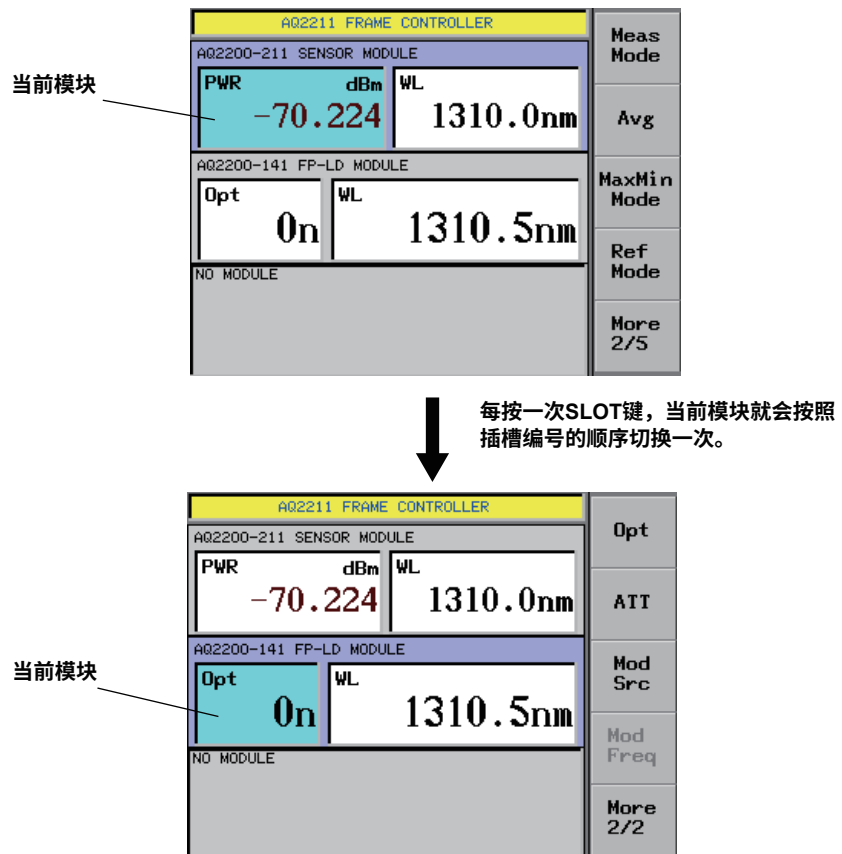 AQ2211 FRAME CONTROLLER
AQ2200-211 SENSOR MODULE
当前模块
PWR dBm
-70.224
WL
1310.0nm
AQ2200-141 FP-LD MODULE
Opt
On
WL
1310.5nm
NO MODULE
Meas
Mode
Avg
MaxMin
Mode
Ref
Mode
More
2/5
每按一次SLOT键，当前模块就会按照
插槽编号的顺序切换一次。
AQ2211 FRAME CONTROLLER
AQ2200-211 SENSOR MODULE
PWR dBm
-70.224
WL
1310.0nm
当前模块
AQ2200-141 FP-LD MODULE
Opt
On
WL
1310.5nm
NO MODULE
Opt
ATT
Mod
Src
Mod
Freq
More
2/2